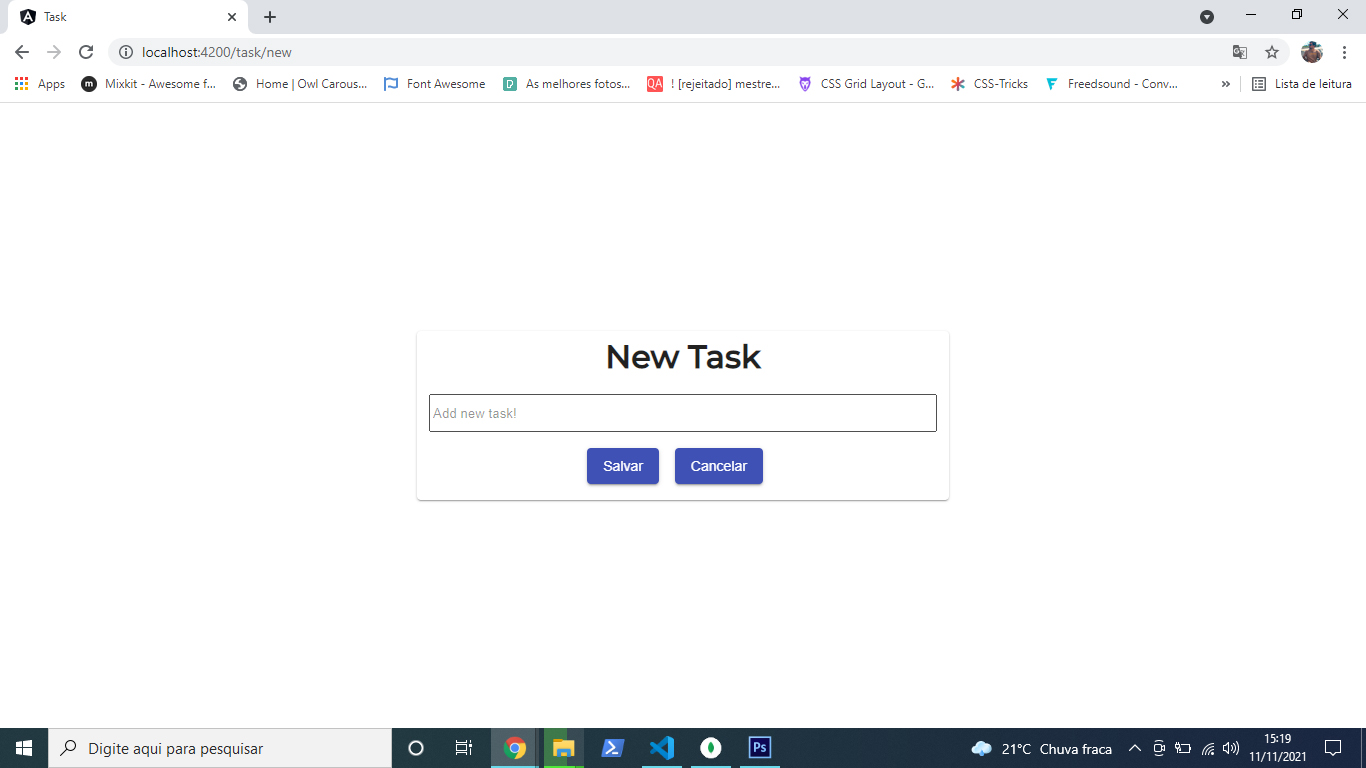 Task
localhost:4200/task/new
Apps
m
Mixkit - Awesome f...
Home | Owl Carous...
Font Awesome
As melhores fotos...
QA
! [rejeitado] mestre...
CSS Grid Layout - G...
CSS-Tricks
Freedsound - Conv...
»
Lista de leitura
New Task
Add new task!
Salvar
Cancelar
Digite aqui para pesquisar
Ps
21°C Chuva fraca
15:19
11/11/2021